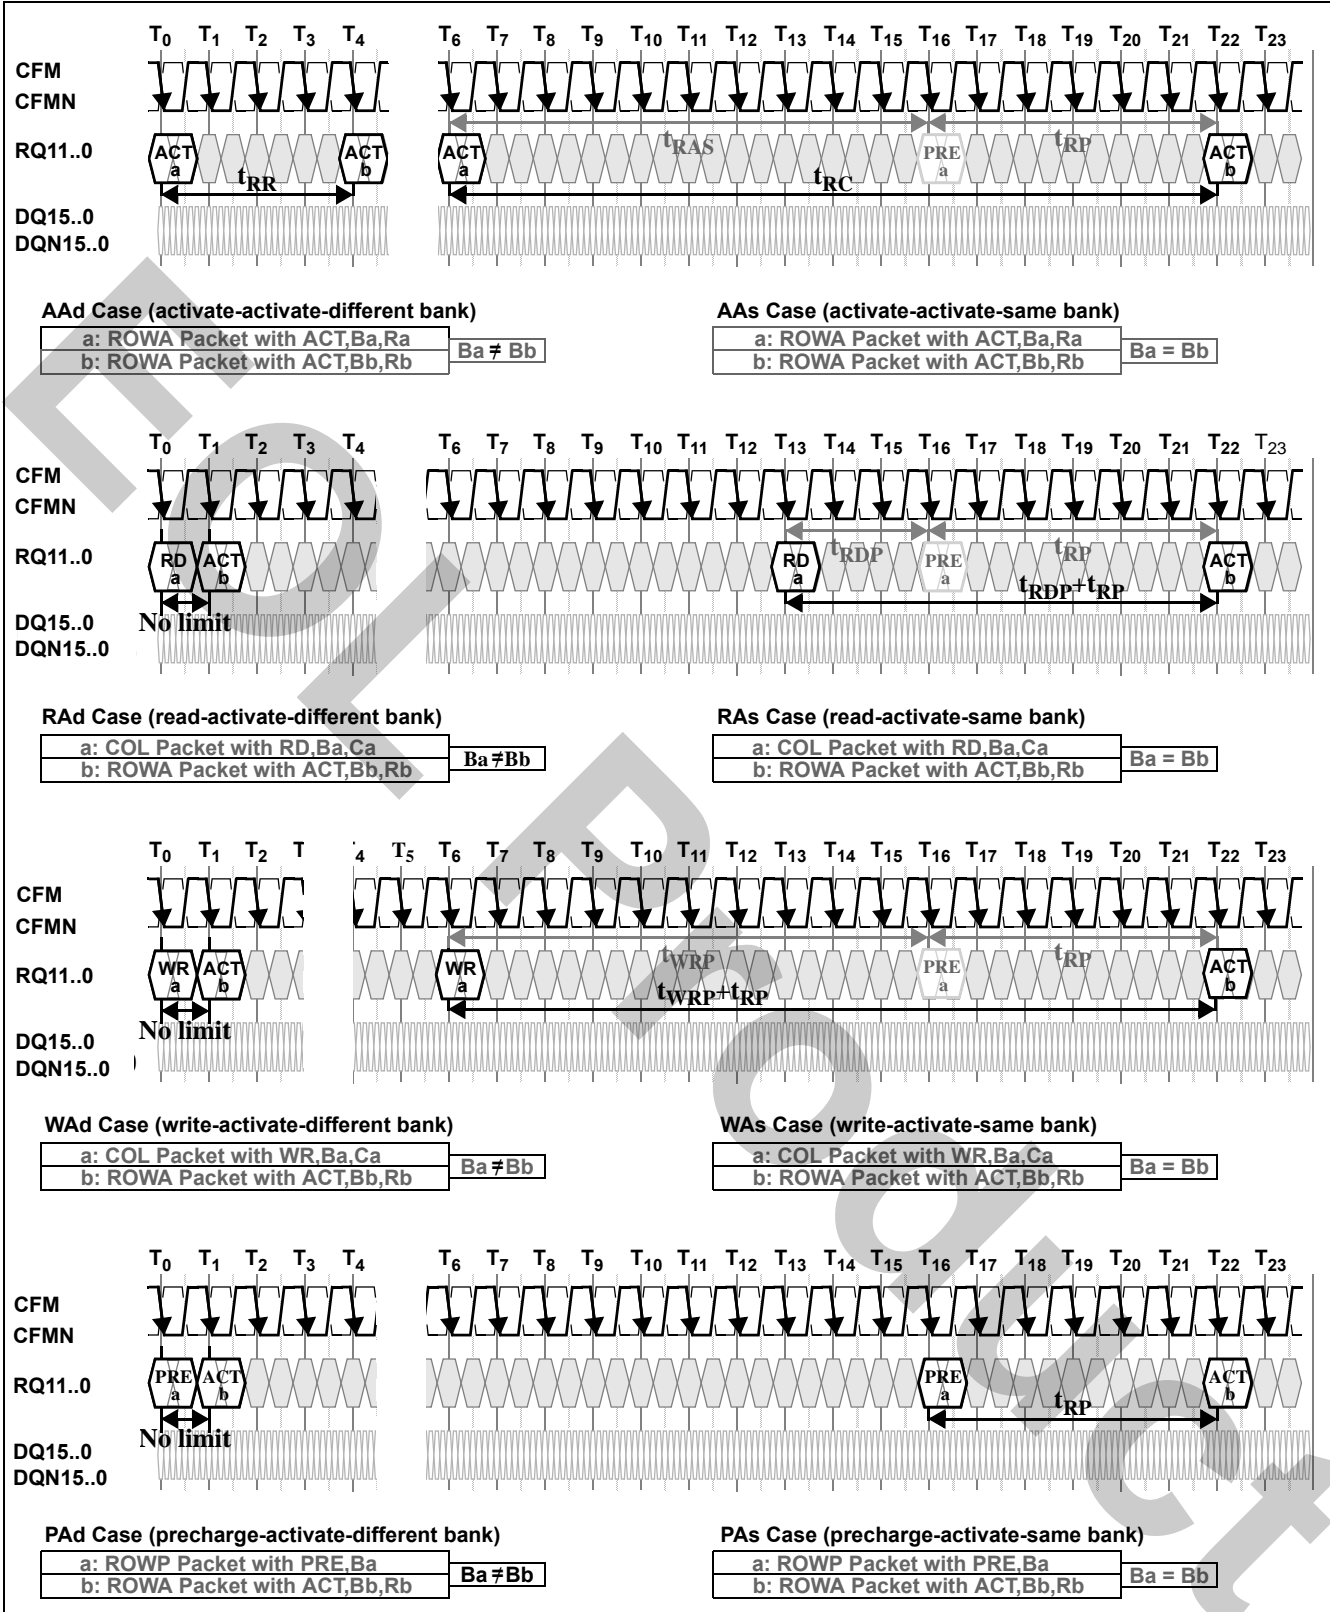 T0 T1 T2 T3 T4 T6 T7 T8 T9 T10 T11 T12 T13 T14 T15 T16 T17 T18 T19 T20 T21 T22 T23
CFM
CFMN
tRAS tRP
RQ11..0 ACT a ACT b ACT a PRE a ACT b
tRR tRC
DQ15..0
DQN15..0
AAd Case (activate-activate-different bank) AAs Case (activate-activate-same bank)
a: ROWA Packet with ACT,Ba,Ra a: ROWA Packet with ACT,Ba,Ra
Ba ≠ Bb Ba = Bb
b: ROWA Packet with ACT,Bb,Rb b: ROWA Packet with ACT,Bb,Rb
T0 T1 T2 T3 T4 T6 T7 T8 T9 T10 T11 T12 T13 T14 T15 T16 T17 T18 T19 T20 T21 T22 T23
CFM
CFMN
tRDP tRP
RQ11..0 RD a ACT b RD a PRE a ACT b
tRDP+tRP
No limit
DQ15..0
DQN15..0
RAd Case (read-activate-different bank) RAs Case (read-activate-same bank)
a: COL Packet with RD,Ba,Ca a: COL Packet with RD,Ba,Ca
Ba≠Bb Ba = Bb
b: ROWA Packet with ACT,Bb,Rb b: ROWA Packet with ACT,Bb,Rb
T0 T1 T2 T 4 T5 T6 T7 T8 T9 T10 T11 T12 T13 T14 T15 T16 T17 T18 T19 T20 T21 T22 T23
CFM
CFMN
tWRP tRP
RQ11..0 WR a ACT b WR a PRE a ACT b
tWRP+tRP
No limit
DQ15..0
DQN15..0
WAd Case (write-activate-different bank) WAs Case (write-activate-same bank)
a: COL Packet with WR,Ba,Ca a: COL Packet with WR,Ba,Ca
Ba≠Bb Ba = Bb
b: ROWA Packet with ACT,Bb,Rb b: ROWA Packet with ACT,Bb,Rb
T0 T1 T2 T3 T4 T6 T7 T8 T9 T10 T11 T12 T13 T14 T15 T16 T17 T18 T19 T20 T21 T22 T23
CFM
CFMN
RQ11..0 PRE a ACT b PRE a ACT b
tRP
No limit
DQ15..0
DQN15..0
PAd Case (precharge-activate-different bank) PAs Case (precharge-activate-same bank)
a: ROWP Packet with PRE,Ba a: ROWP Packet with PRE,Ba
Ba≠Bb Ba = Bb
b: ROWA Packet with ACT,Bb,Rb b: ROWA Packet with ACT,Bb,Rb
EOL Product